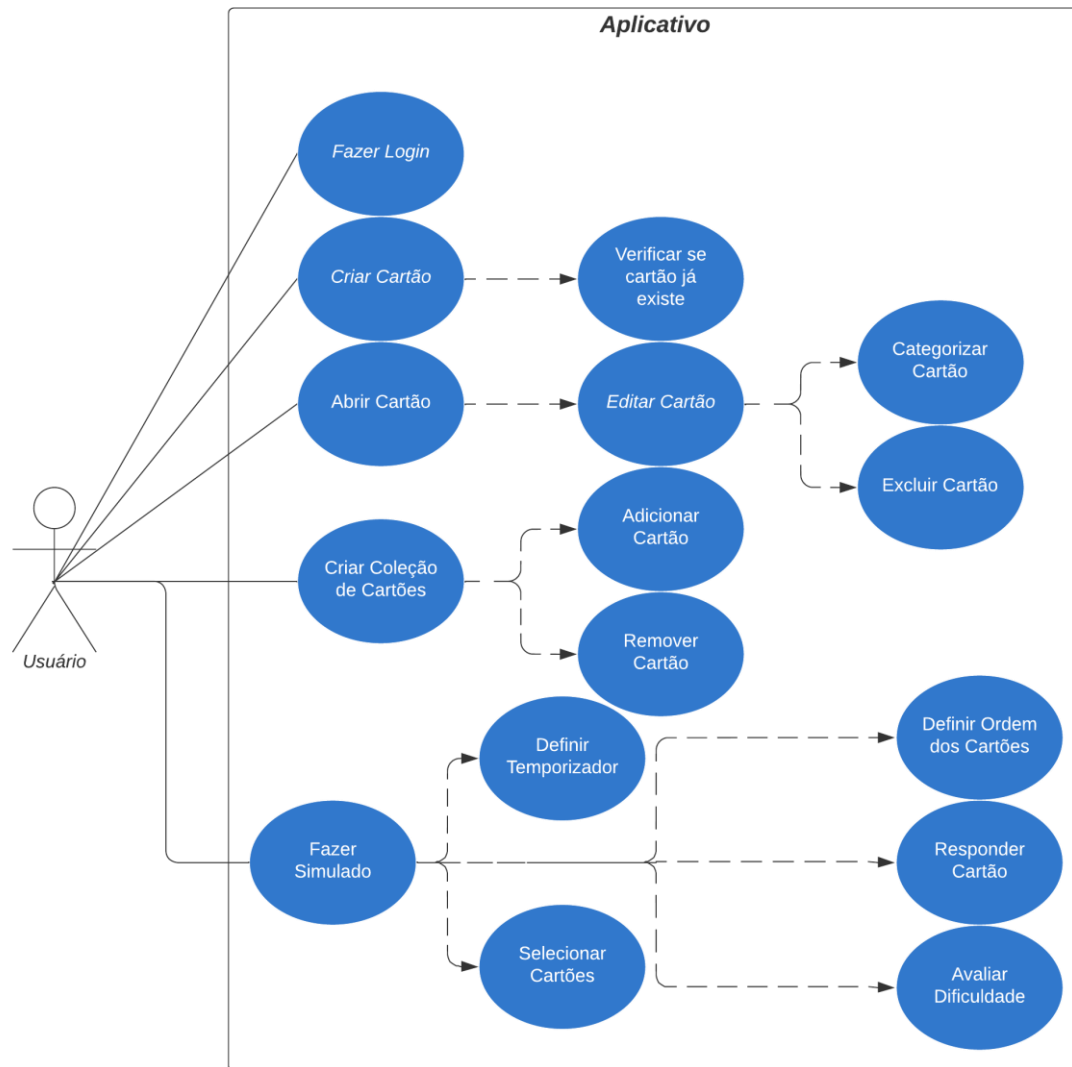 Aplicativo
Fazer Login
Criar Cartão
Verificar se
cartão já
existe
Abrir Cartão
Editar Cartão
Categorizar
Cartão
Excluir Cartão
Usuário
Criar Coleção
de Cartões
Adicionar
Cartão
Remover
Cartão
Fazer
Simulado
Definir
Temporizador
Selecionar
Cartões
Definir Ordem
dos Cartões
Responder
Cartão
Avaliar
Dificuldade